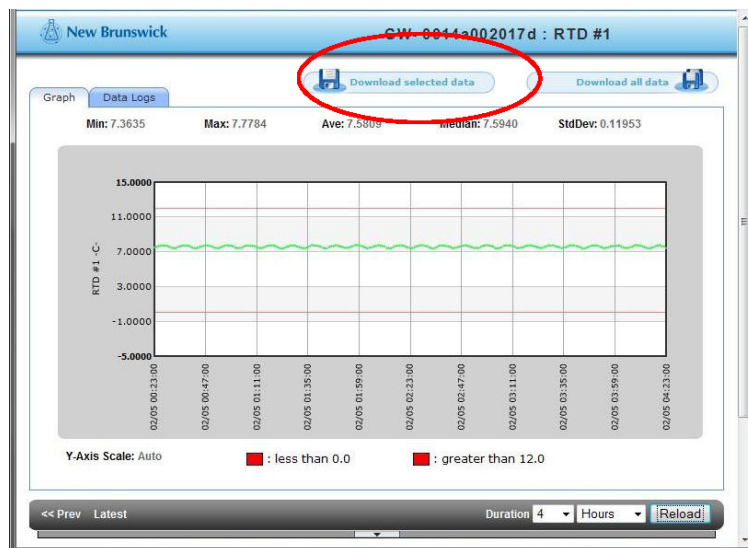 New Brunswick
GW- 0014a002017d : RTD #1
Download selected data
Download all data
Graph
Data Logs
Min: 7.3635 Max: 7.7784 Ave: 7.5809 Median: 7.5940 StdDev: 0.11953
15.0000
11.0000
7.0000
3.0000
-1.0000
-5.0000
RTD #1 -C-
02/05 00:23:00
02/05 00:47:00
02/05 01:11:00
02/05 01:35:00
02/05 01:59:00
02/05 02:23:00
02/05 02:47:00
02/05 03:11:00
02/05 03:35:00
02/05 03:59:00
02/05 04:23:00
Y-Axis Scale: Auto
: less than 0.0
: greater than 12.0
<< Prev Latest
Duration 4 Hours Reload